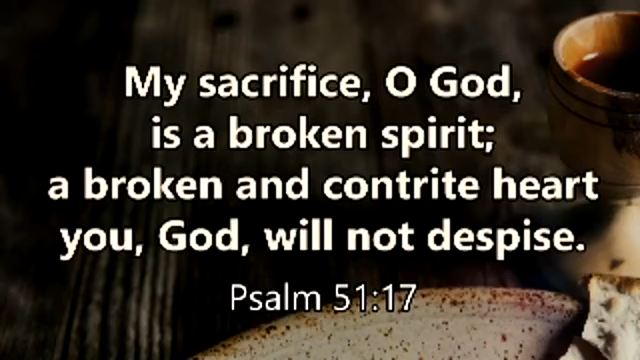 My sacrifice, O God,
is a broken spirit;
a broken and contrite heart
you, God, will not despise.
Psalm 51:17